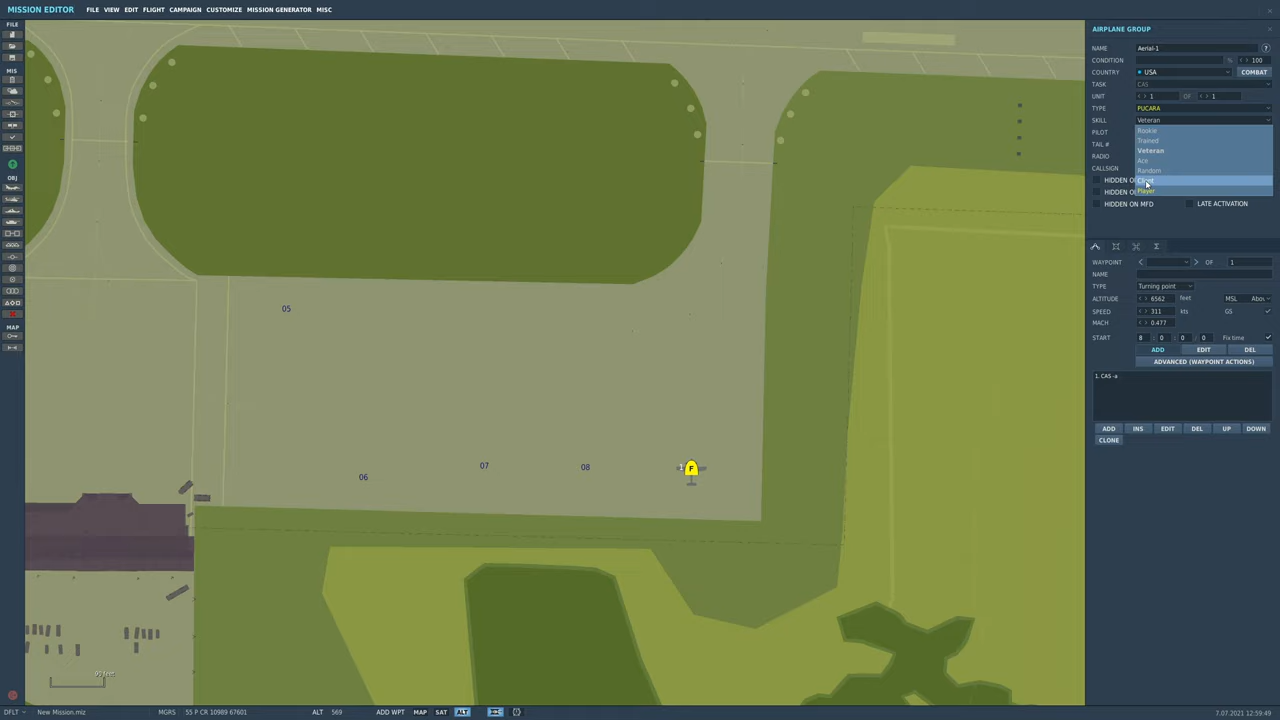 MISSION EDITOR FILE VIEW EDIT FLIGHT CAMPAIGN CUSTOMIZE MISSION GENERATOR MISC
FILE
MIS
OBJ
MAP
05
06
07
08
1
F
AIRPLANE GROUP
NAME Aerial-1 ?
CONDITION % < > 100
COUNTRY USA COMBAT
TASK CAS
UNIT < > 1 OF < > 1
TYPE PUCARA
SKILL Veteran
PILOT
TAIL #
RADIO
CALLSIGN
Rookie
Trained
Veteran
Ace
Random
Client
Player
HIDDEN O
HIDDEN O
HIDDEN ON MFD LATE ACTIVATION
WAYPOINT < > OF 1
NAME
TYPE Turning point
ALTITUDE < > 6562 feet MSL
SPEED < > 311 kts GS
MACH < > 0.477
START 8 : 0 : 0 / 0 Fix time
ADD EDIT DEL
ADVANCED (WAYPOINT ACTIONS)
1. CAS -a
ADD INS EDIT DEL UP DOWN
CLONE
DFLT New Mission.miz MGRS 55 P CR 10989 67601 ALT 569 ADD WPT MAP SAT ALT 7.07.2021 12:59:49